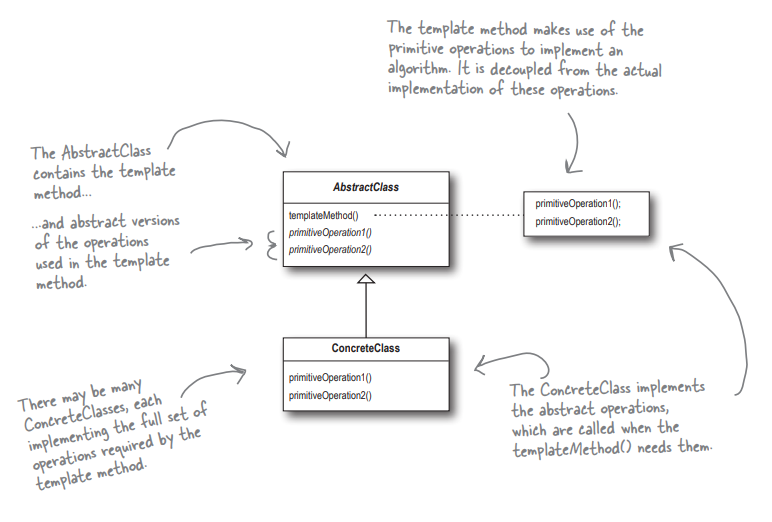 The template method makes use of the
primitive operations to implement an
algorithm. It is decoupled from the actual
implementation of these operations.
The AbstractClass
contains the template
method...
...and abstract versions
of the operations
used in the template
method.
AbstractClass
templateMethod()
primitiveOperation1()
primitiveOperation2()
primitiveOperation1();
primitiveOperation2();
ConcreteClass
primitiveOperation1()
primitiveOperation2()
There may be many
ConcreteClasses, each
implementing the full set of
operations required by the
template method.
The ConcreteClass implements
the abstract operations,
which are called when the
templateMethod() needs them.